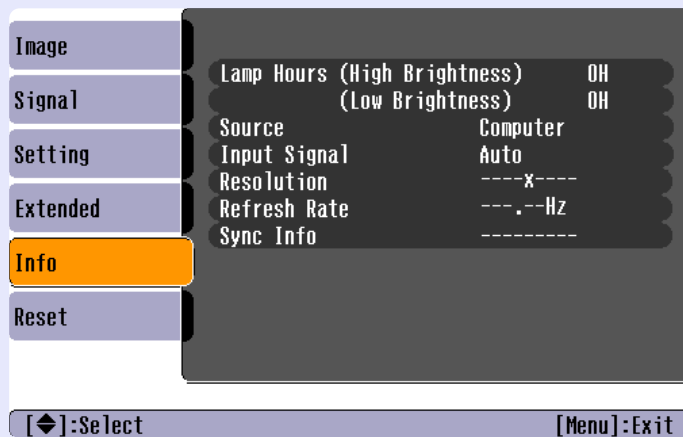 Image
Signal
Setting
Extended
Info
Reset
Lamp Hours (High Brightness) 0H
(Low Brightness) 0H
Source Computer
Input Signal Auto
Resolution ----x----
Refresh Rate ---.--Hz
Sync Info ---------
[◆]:Select [Menu]:Exit